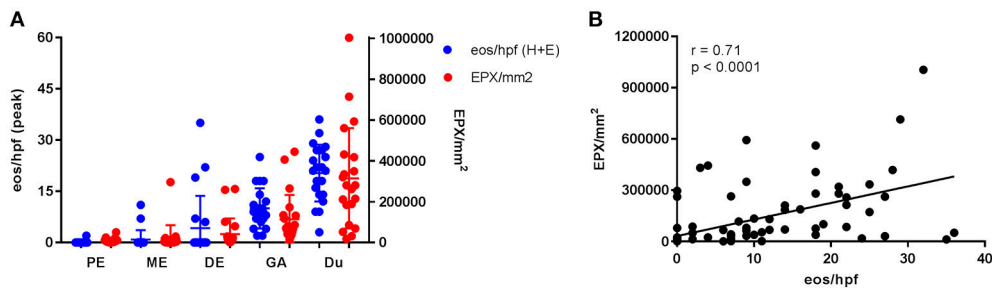 A
eos/hpf (peak)
60
45
30
15
0
PE
ME
DE
GA
Du
1000000
800000
600000
400000
200000
0
EPX/mm²
eos/hpf (H+E)
EPX/mm2
B
r = 0.71
p < 0.0001
EPX/mm²
1200000
900000
600000
300000
0
0
10
20
30
40
eos/hpf